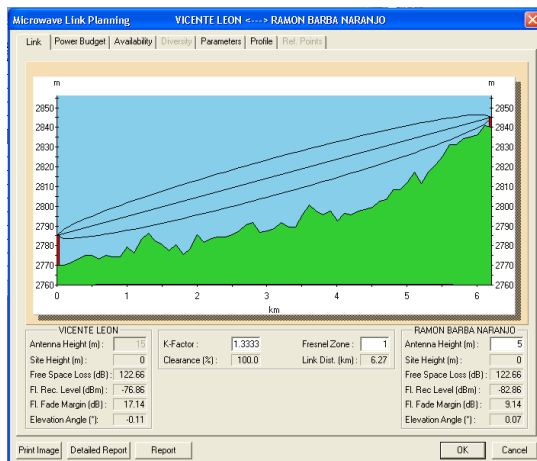 Microwave Link Planning VICENTE LEON <---> RAMON BARBA NARANJO
Link Power Budget Availability Diversity Parameters Profile Ref. Points
m m
2850 2850
2840 2840
2830 2830
2820 2820
2810 2810
2800 2800
2790 2790
2780 2780
2770 2770
2760 2760
0 1 2 3 4 5 6
km
VICENTE LEON
Antenna Height (m) : 15
Site Height (m) : 0
Free Space Loss (dB) : 122.66
Fl. Rec. Level (dBm) : -76.86
Fl. Fade Margin (dB) : 17.14
Elevation Angle (°): -0.11
K-Factor : 1.3333 Fresnel Zone : 1
Clearance (%) : 100.0 Link Dist. (km) : 6.27
RAMON BARBA NARANJO
Antenna Height (m) : 5
Site Height (m) : 0
Free Space Loss (dB) : 122.66
Fl. Rec. Level (dBm) : -82.86
Fl. Fade Margin (dB) : 9.14
Elevation Angle (°): 0.07
Print Image Detailed Report Report OK Cancel